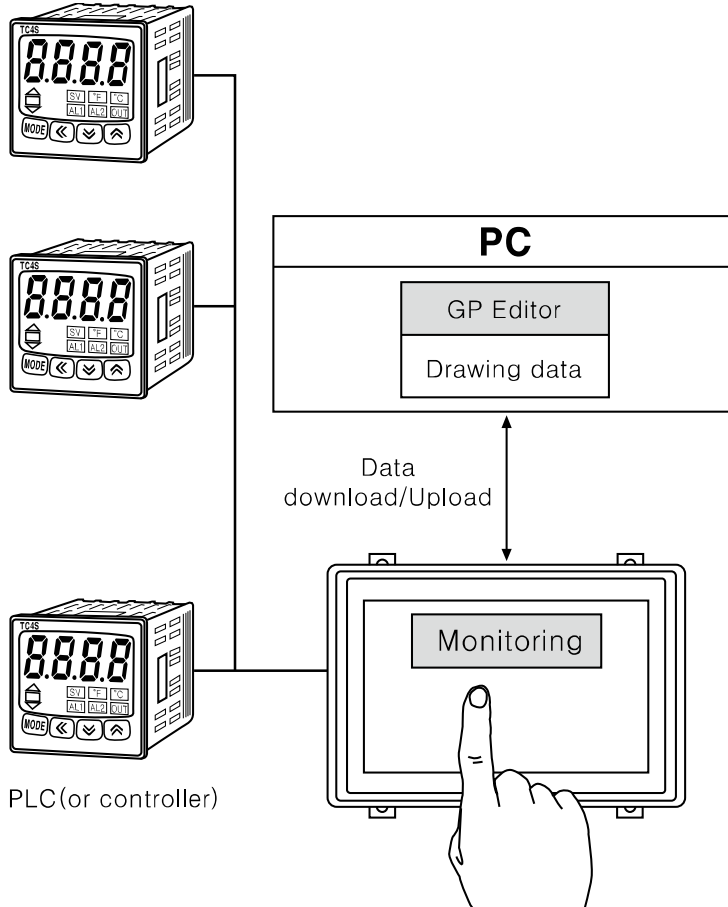 TC4S
8.8.8.8
SV °F °C
AL1 AL2 OUT
MODE
TC4S
8.8.8.8
SV °F °C
AL1 AL2 OUT
MODE
PC
GP Editor
Drawing data
Data
download/Upload
TC4S
8.8.8.8
SV °F °C
AL1 AL2 OUT
MODE
Monitoring
PLC(or controller)